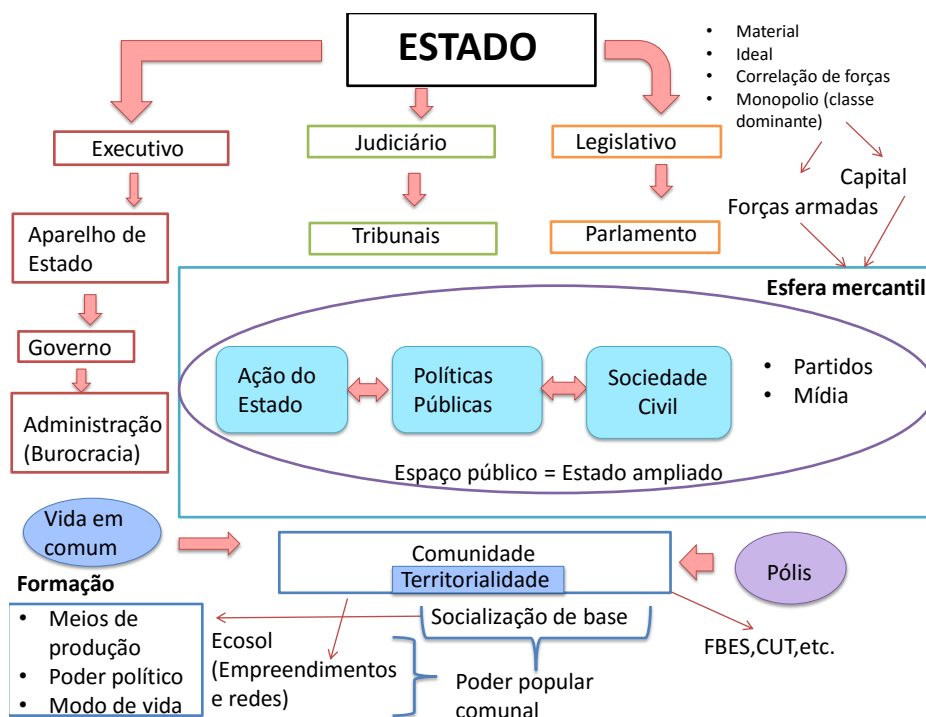 ESTADO
• Material
• Ideal
• Correlação de forças
• Monopolio (classe
dominante)
Executivo
Judiciário
Legislativo
Capital
Forças armadas
Aparelho de
Estado
Tribunais
Parlamento
Esfera mercantil
Governo
Administração
(Burocracia)
Ação do
Estado
Políticas
Públicas
Sociedade
Civil
• Partidos
• Mídia
Espaço público = Estado ampliado
Vida em
comum
Comunidade
Territorialidade
Pólis
Formação
• Meios de
produção
• Poder político
• Modo de vida
Ecosol
(Empreendimentos
e redes)
Socialização de base
Poder popular
comunal
FBES,CUT,etc.